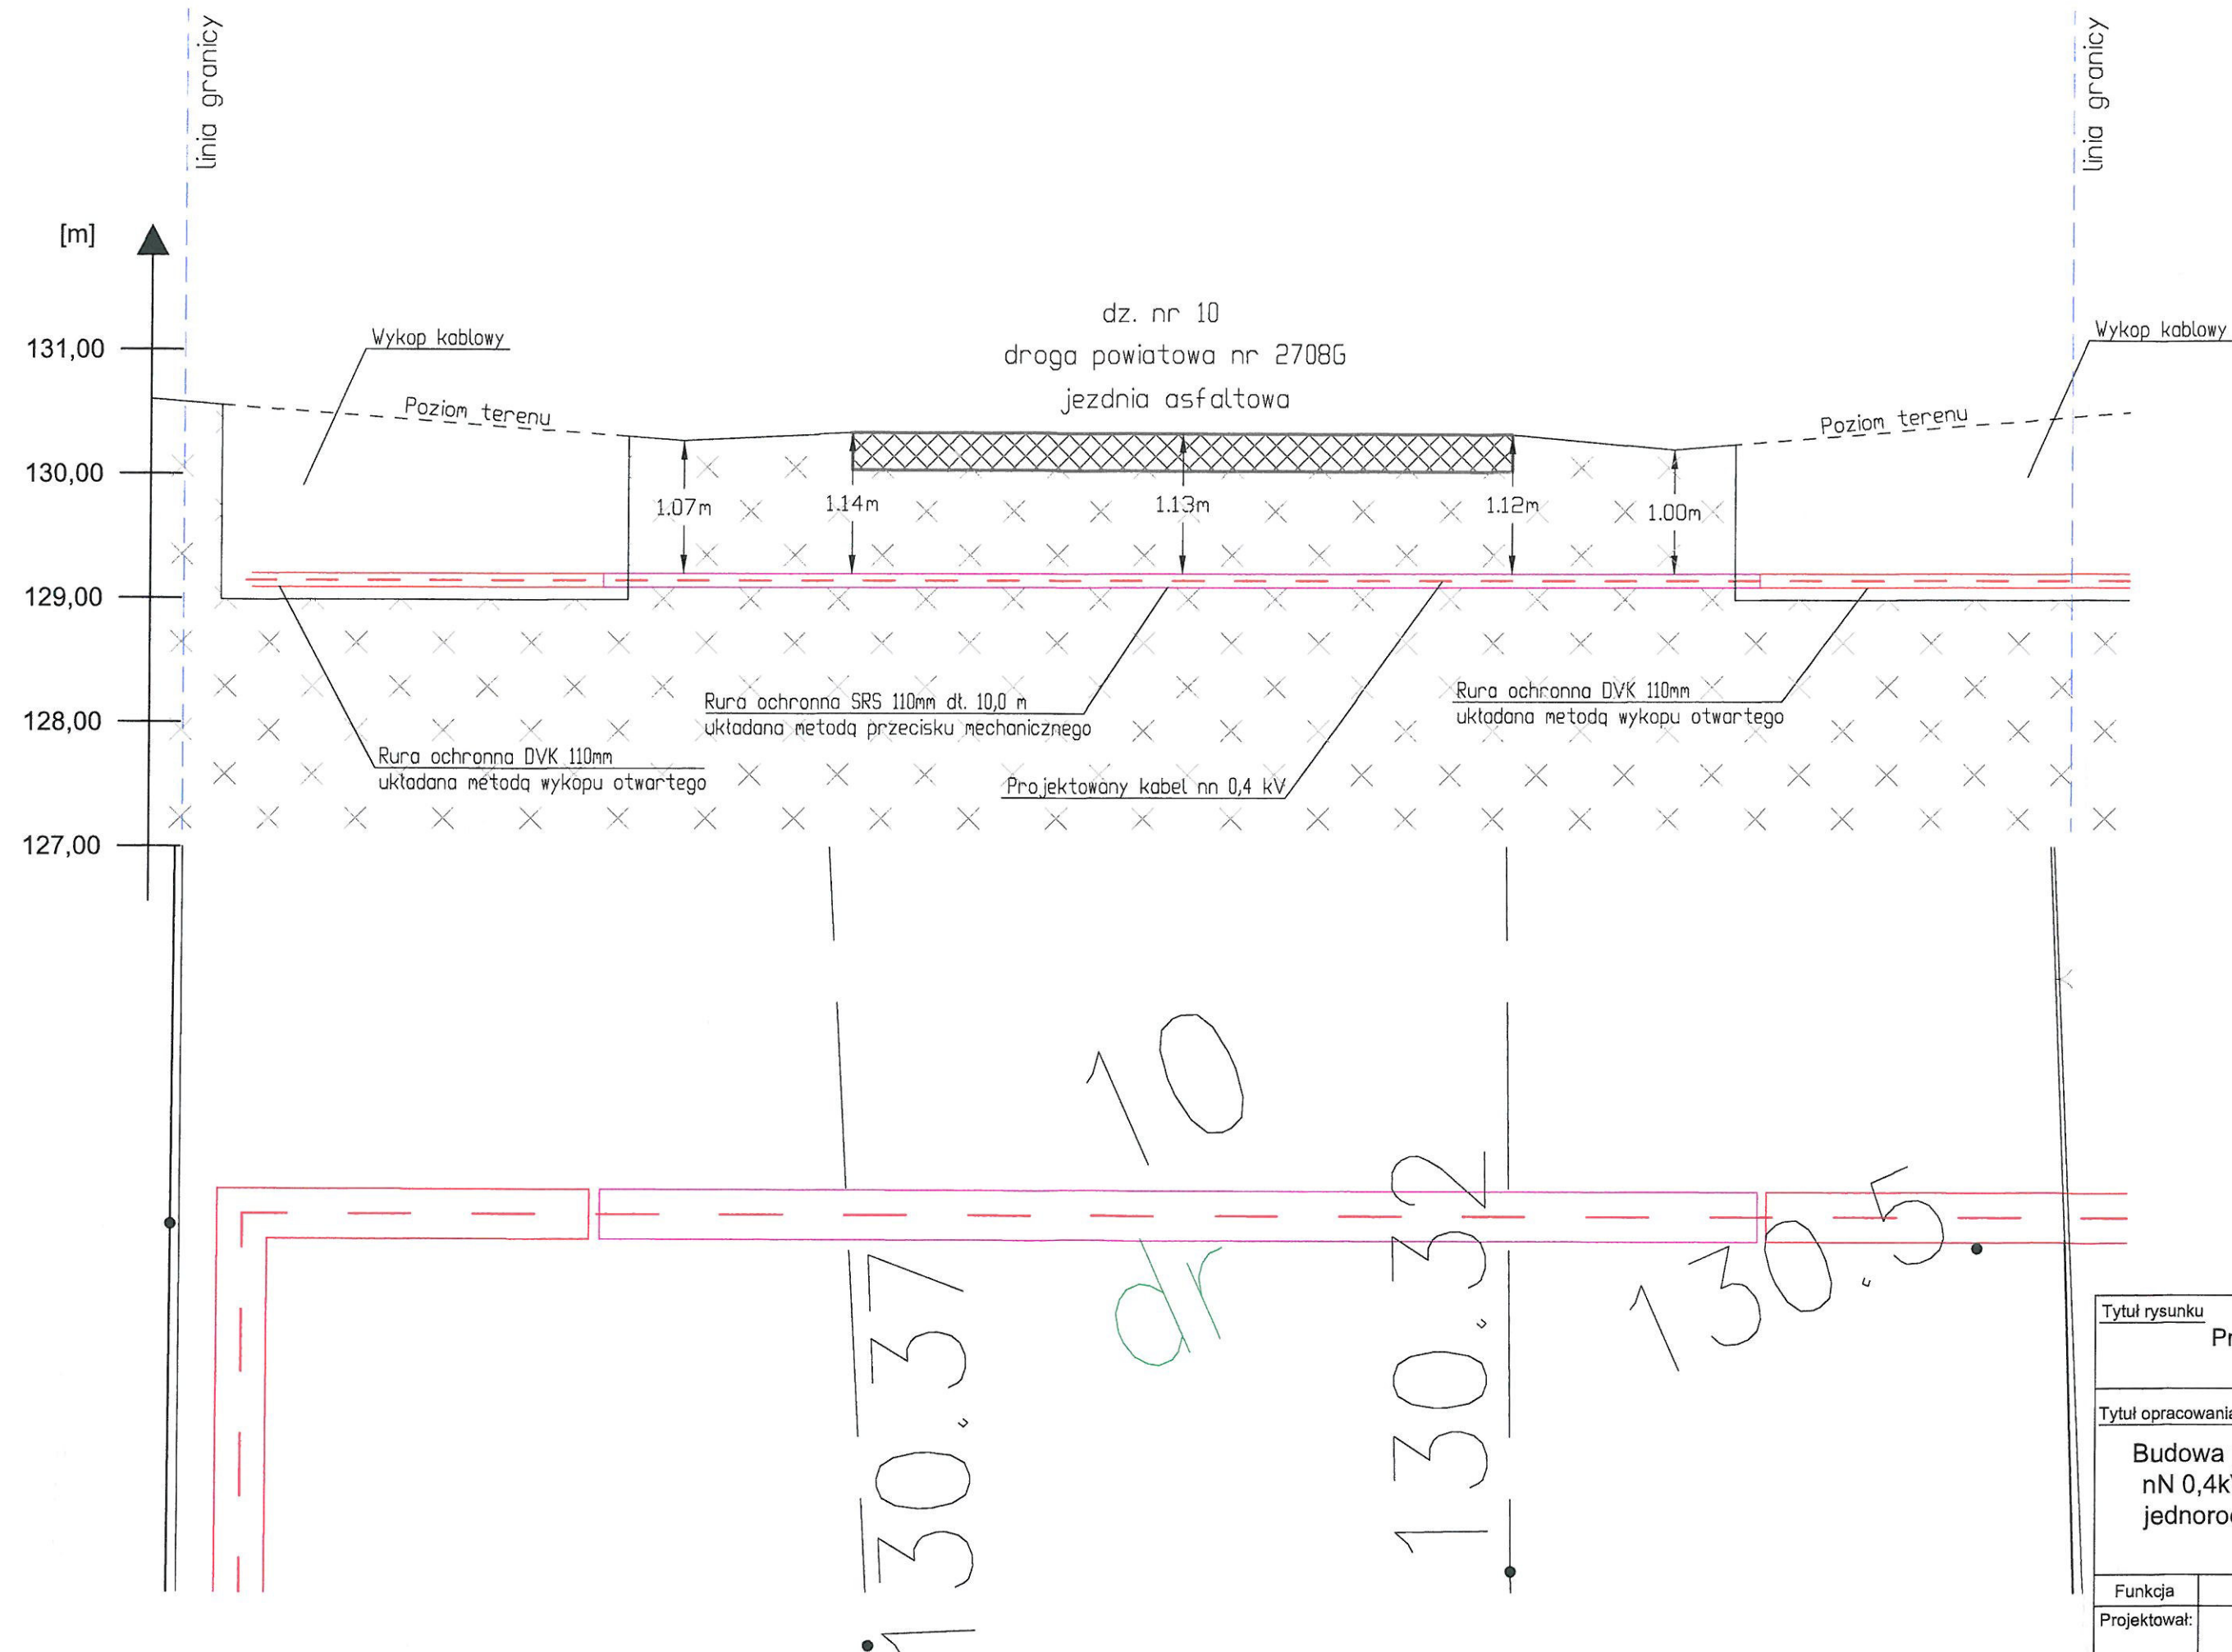 linia granicy
linia granicy
[m]
dz. nr 10
droga powiatowa nr 2708G
jezdnia asfaltowa
Wykop kablowy
Wykop kablowy
131,00
130,00
129,00
128,00
127,00
Poziom terenu
Poziom terenu
1.07m
1.14m
1.13m
1.12m
1.00m
Rura ochronna SRS 110mm dł. 10,0 m
układana metodą przecisku mechanicznego
Rura ochronna DVK 110mm
układana metodą wykopu otwartego
Rura ochronna DVK 110mm
układana metodą wykopu otwartego
Projektowany kabel nn 0,4 kV
10
dr
130.37
130.32
130.5
Tytuł rysunku
Tytuł opracowania
Budowa
nN 0,4k
Funkcja
Projektował: